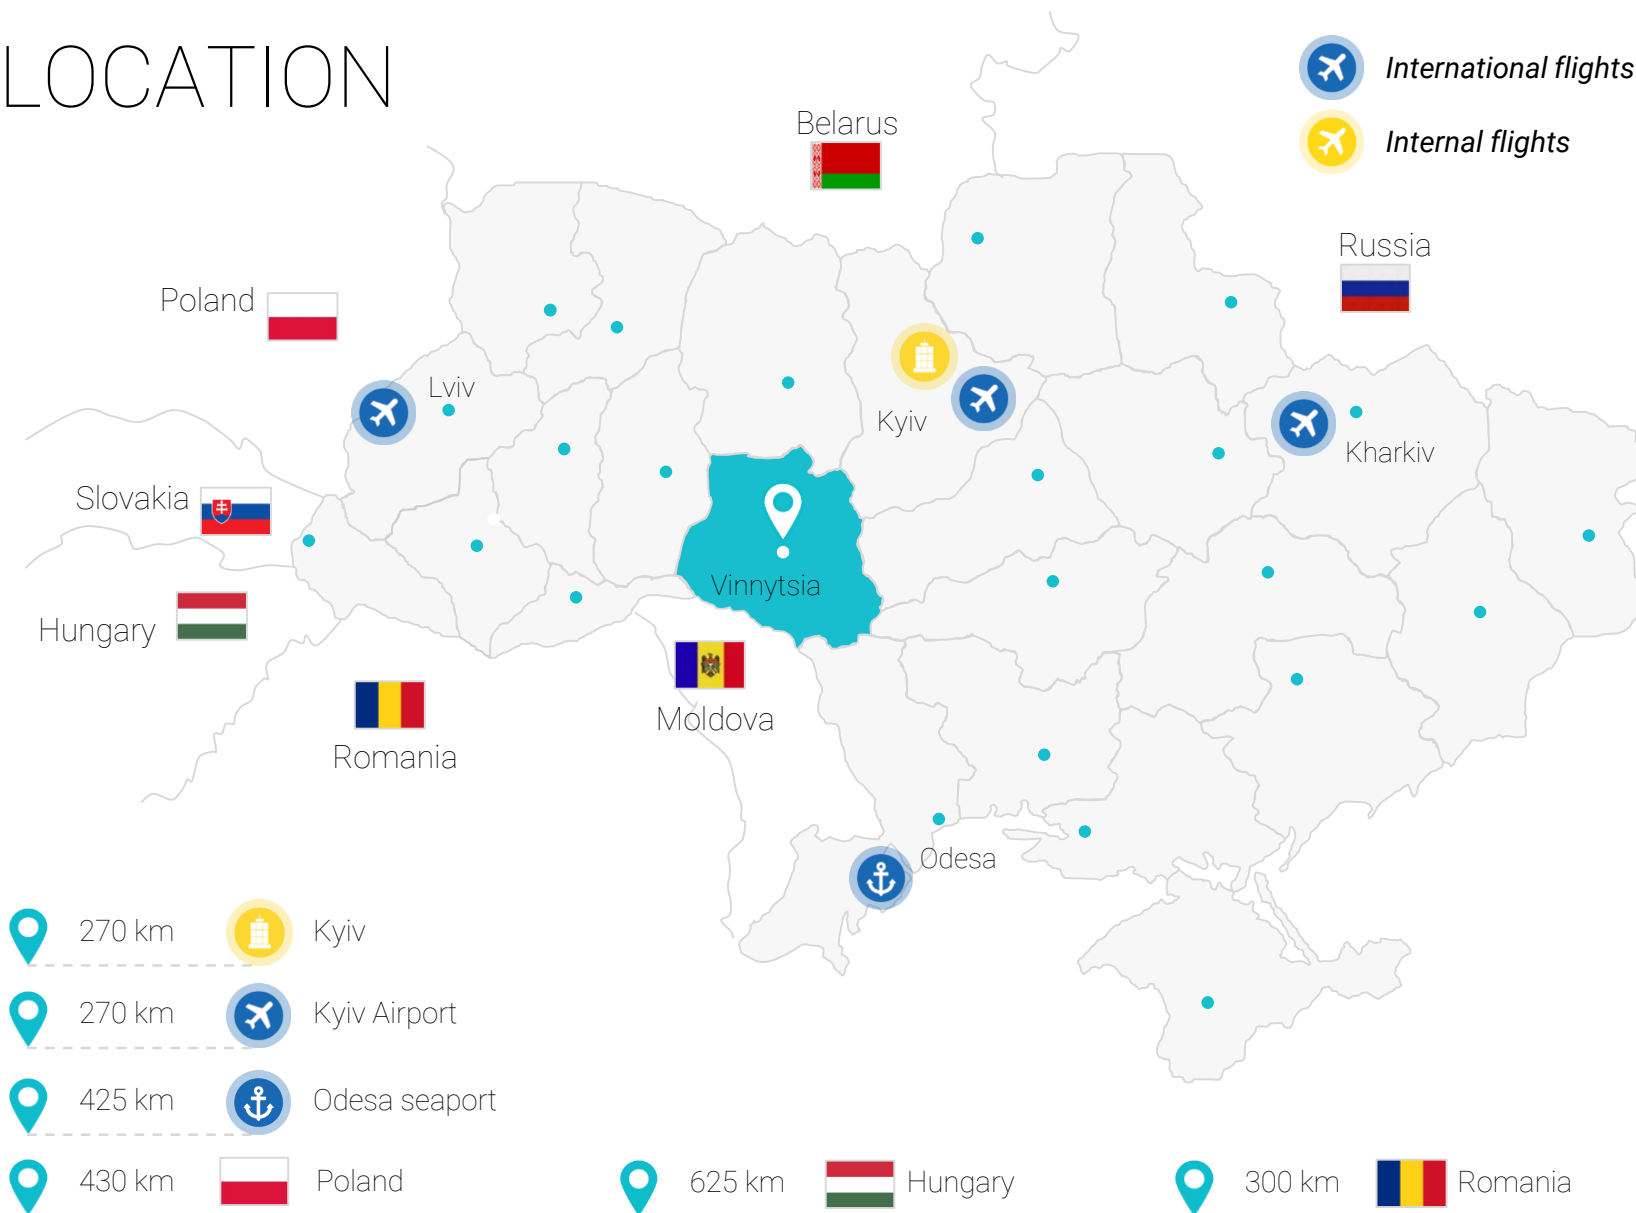 LOCATION
International flights
Internal flights
Belarus
Russia
Poland
Lviv
Kyiv
Kharkiv
Slovakia
Vinnytsia
Hungary
Moldova
Romania
Odesa
270 km Kyiv
270 km Kyiv Airport
425 km Odesa seaport
430 km Poland
625 km Hungary
300 km Romania